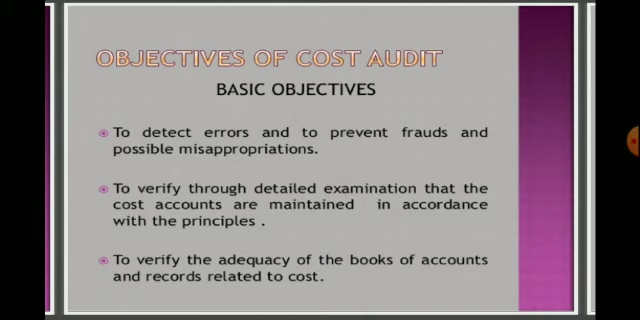 OBJECTIVES OF COST AUDIT
BASIC OBJECTIVES
To detect errors and to prevent frauds and
possible misappropriations.
To verify through detailed examination that the
cost accounts are maintained in accordance
with the principles .
To verify the adequacy of the books of accounts
and records related to cost.